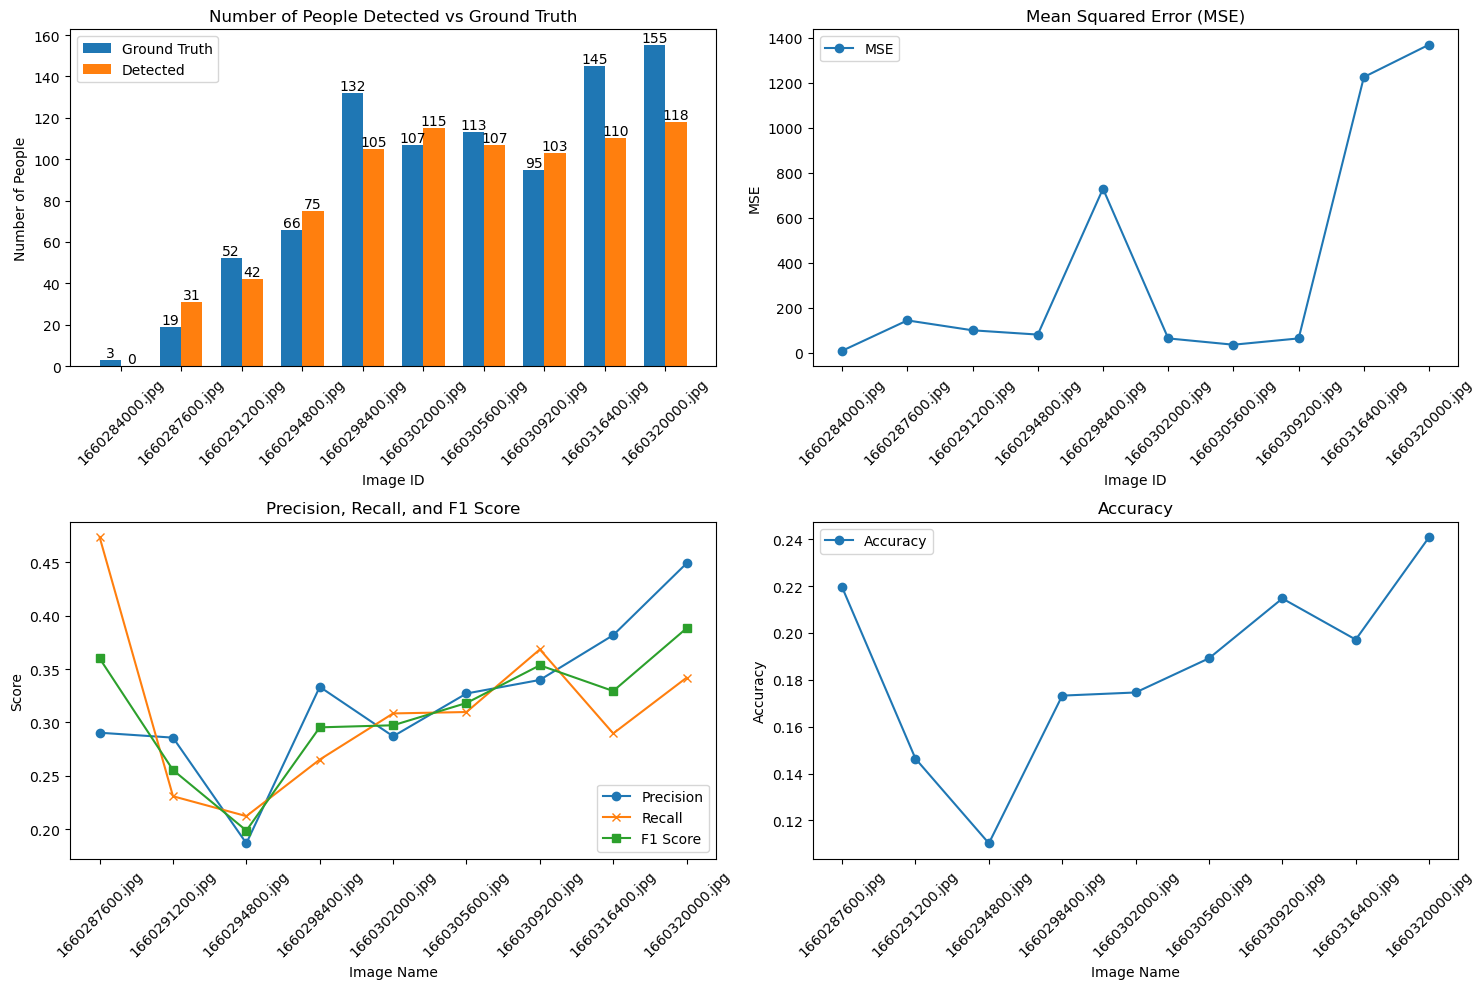 Number of People Detected vs Ground Truth
Ground Truth
Detected
Number of People
160
140
120
100
80
60
40
20
0
3
0
19
31
52
42
66
75
132
105
107
115
113
107
95
103
145
110
155
118
1660284000.jpg
1660287600.jpg
1660291200.jpg
1660294800.jpg
1660298400.jpg
1660302000.jpg
1660305600.jpg
1660309200.jpg
1660316400.jpg
1660320000.jpg
Image ID
Mean Squared Error (MSE)
MSE
MSE
1400
1200
1000
800
600
400
200
0
1660284000.jpg
1660287600.jpg
1660291200.jpg
1660294800.jpg
1660298400.jpg
1660302000.jpg
1660305600.jpg
1660309200.jpg
1660316400.jpg
1660320000.jpg
Image ID
Precision, Recall, and F1 Score
Score
0.45
0.40
0.35
0.30
0.25
0.20
Precision
Recall
F1 Score
1660287600.jpg
1660291200.jpg
1660294800.jpg
1660298400.jpg
1660302000.jpg
1660305600.jpg
1660309200.jpg
1660316400.jpg
1660320000.jpg
Image Name
Accuracy
Accuracy
Accuracy
0.24
0.22
0.20
0.18
0.16
0.14
0.12
1660287600.jpg
1660291200.jpg
1660294800.jpg
1660298400.jpg
1660302000.jpg
1660305600.jpg
1660309200.jpg
1660316400.jpg
1660320000.jpg
Image Name